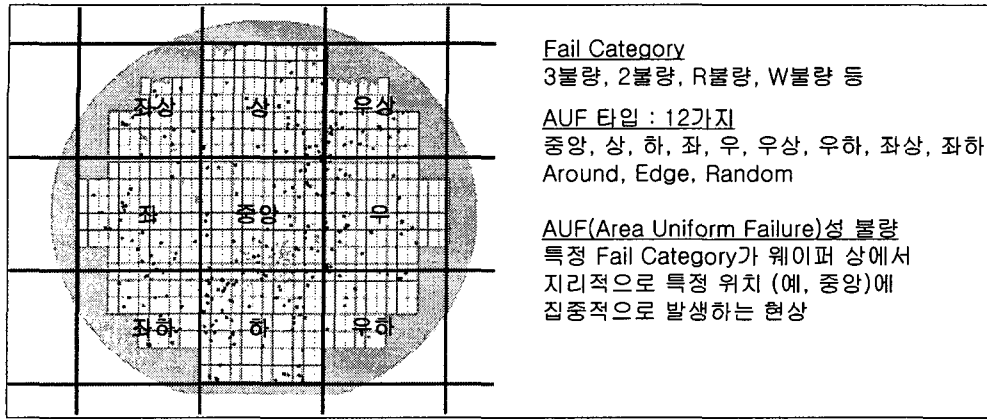 좌상 상 우상
좌 중앙 우
좌하 하 우하
Fail Category
3불량, 2불량, R불량, W불량 등
AUF 타입 : 12가지
중앙, 상, 하, 좌, 우, 우상, 우하, 좌상, 좌하
Around, Edge, Random
AUF(Area Uniform Failure)성 불량
특정 Fail Category가 웨이퍼 상에서
지리적으로 특정 위치 (예, 중앙)에
집중적으로 발생하는 현상